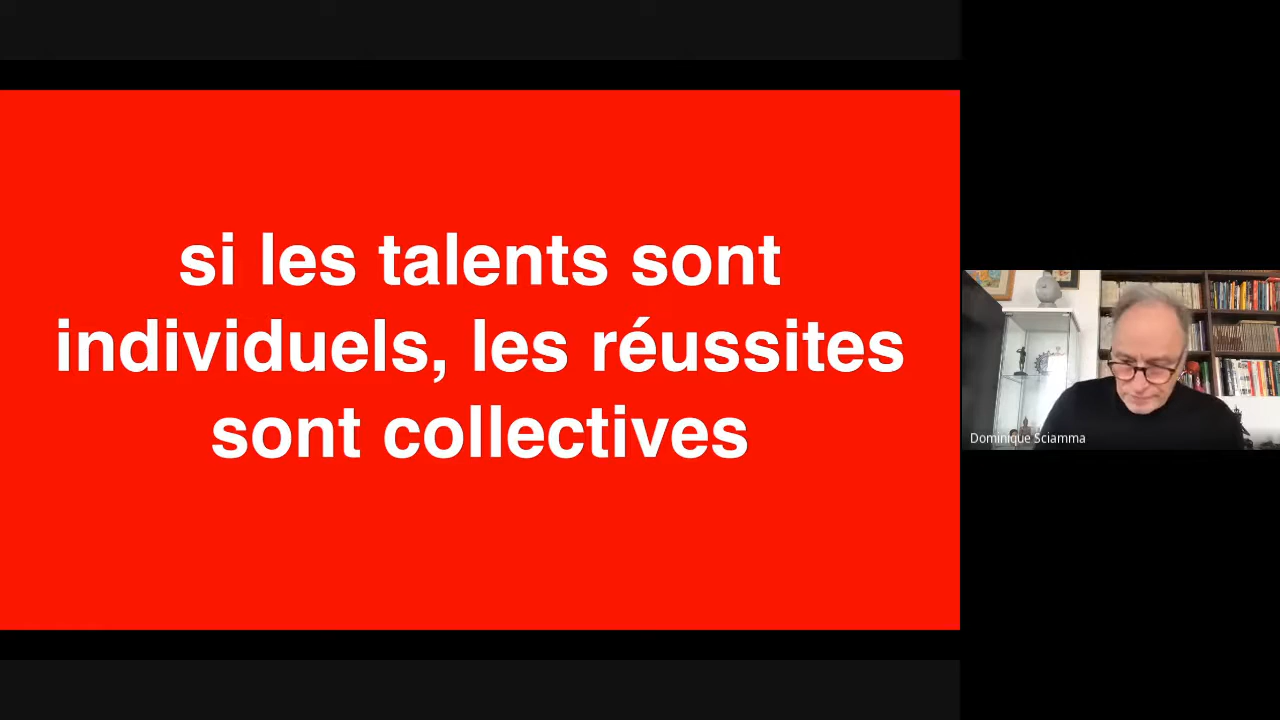 si les talents sont
individuels, les réussites
sont collectives
Dominique Sciamma